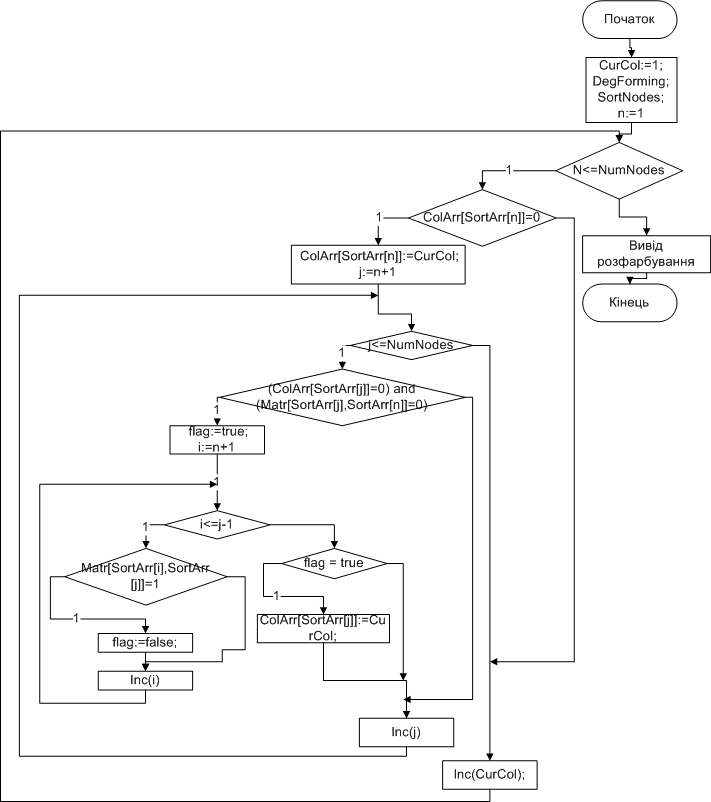 Початок
CurCol:=1;
DegForming;
SortNodes;
n:=1
N<=NumNodes
1
ColArr[SortArr[n]]=0
1
Вивід
розфарбування
ColArr[SortArr[n]]:=CurCol;
j:=n+1
Кінець
j<=NumNodes
1
(ColArr[SortArr[j]]=0) and
(Matr[SortArr[j],SortArr[n]]=0)
1
flag:=true;
i:=n+1
1
i<=j-1
1
Matr[SortArr[i],SortArr
[j]]=1
flag = true
1
1
ColArr[SortArr[j]]:=Cu
rCol;
flag:=false;
Inc(i)
Inc(j)
Inc(CurCol);